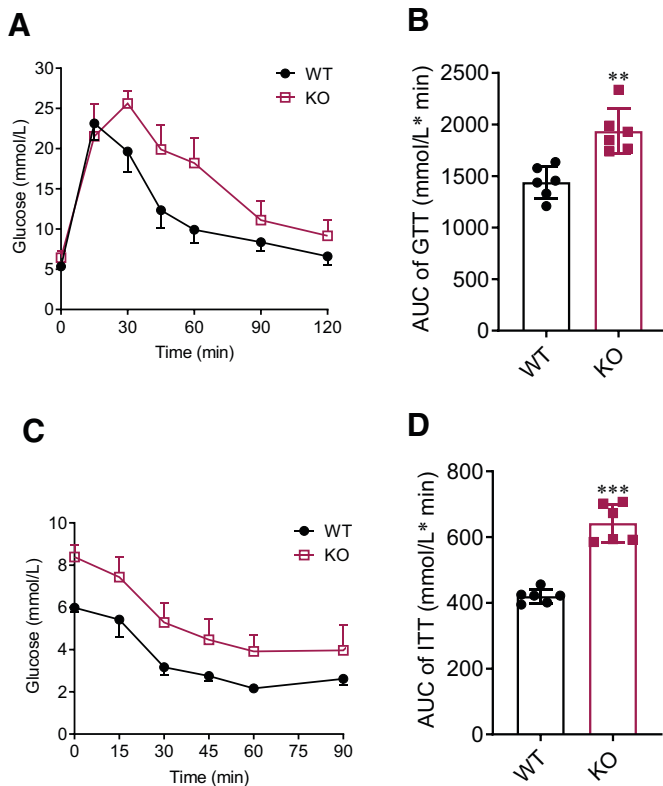 A
Glucose (mmol/L)
30
25
20
15
10
5
0
0 30 60 90 120
Time (min)
WT
KO
B
AUC of GTT (mmol/L* min)
2500
2000
1500
1000
500
0
**
WT KO
C
Glucose (mmol/L)
10
8
6
4
2
0
0 15 30 45 60 75 90
Time (min)
WT
KO
D
AUC of ITT (mmol/L* min)
800
600
400
200
0
***
WT KO